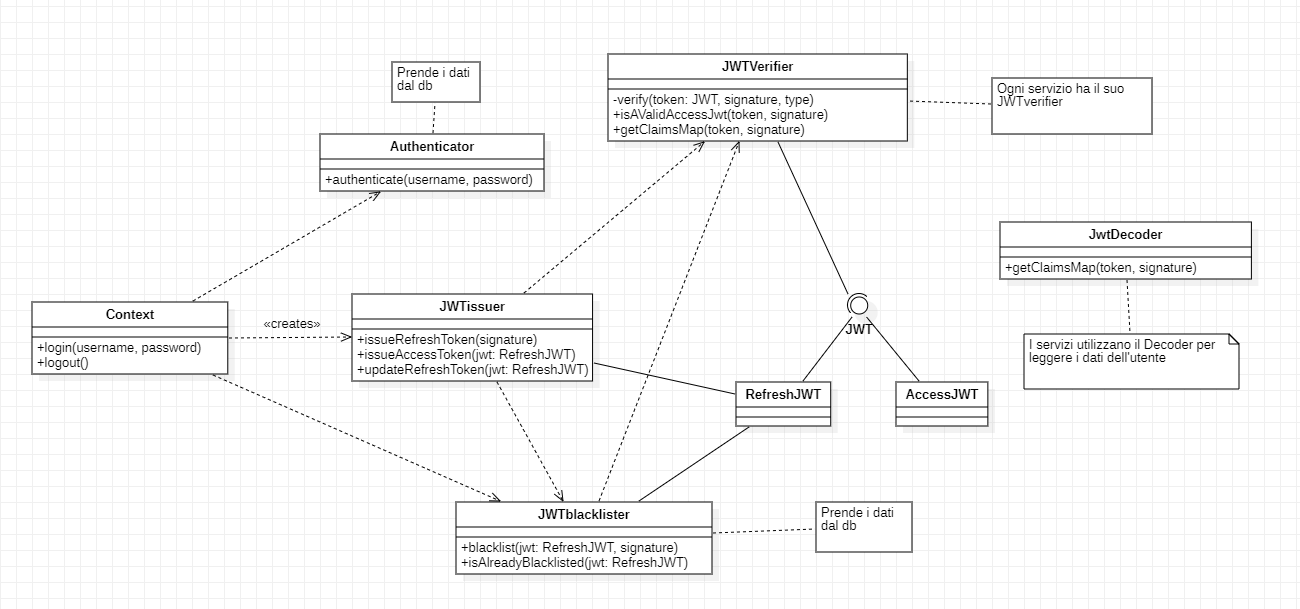 Prende i dati
dal db
Authenticator
+authenticate(username, password)
JWTVerifier
-verify(token: JWT, signature, type)
+isAValidAccessJwt(token, signature)
+getClaimsMap(token, signature)
Ogni servizio ha il suo
JWTverifier
JwtDecoder
+getClaimsMap(token, signature)
I servizi utilizzano il Decoder per
leggere i dati dell'utente
Context
+login(username, password)
+logout()
«creates»
JWTissuer
+issueRefreshToken(signature)
+issueAccessToken(jwt: RefreshJWT)
+updateRefreshToken(jwt: RefreshJWT)
JWT
RefreshJWT
AccessJWT
JWTblacklister
+blacklist(jwt: RefreshJWT, signature)
+isAlreadyBlacklisted(jwt: RefreshJWT)
Prende i dati
dal db